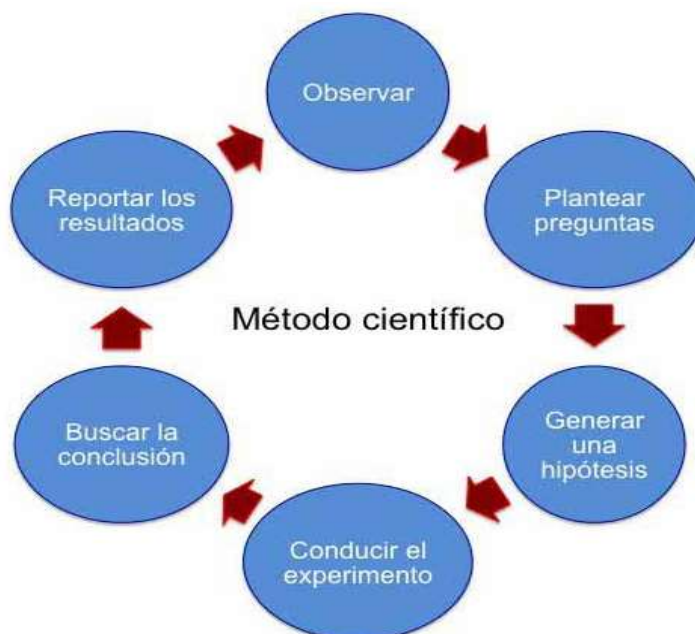 Observar
Plantear
preguntas
Generar
una
hipótesis
Conducir el
experimento
Buscar la
conclusión
Reportar los
resultados
Método científico